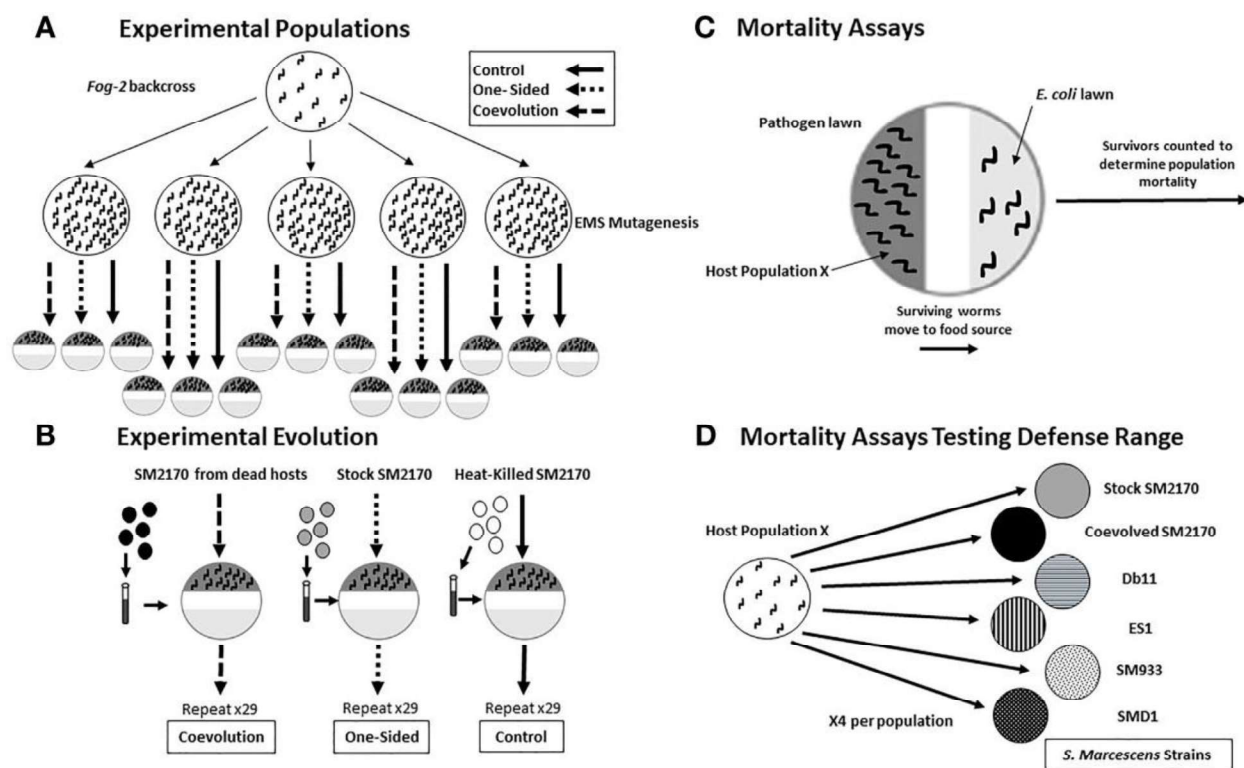 A Experimental Populations
Fog-2 backcross
Control
One- Sided
Coevolution
EMS Mutagenesis
B Experimental Evolution
SM2170 from dead hosts
Stock SM2170
Heat-Killed SM2170
Repeat x29
Repeat x29
Repeat x29
Coevolution
One-Sided
Control
C Mortality Assays
Pathogen lawn
E. coli lawn
Survivors counted to
determine population
mortality
Host Population X
Surviving worms
move to food source
D Mortality Assays Testing Defense Range
Host Population X
Stock SM2170
Coevolved SM2170
Db11
ES1
SM933
SMD1
X4 per population
S. Marcescens Strains